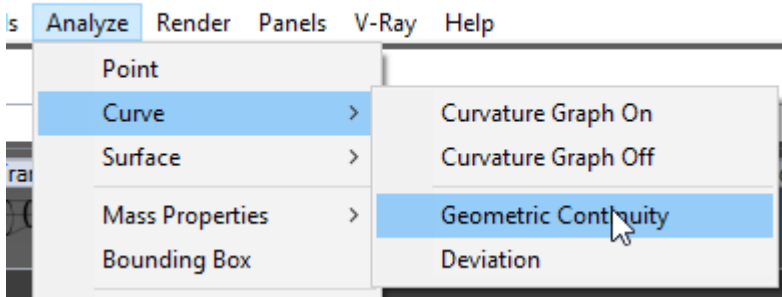 ls Analyze Render Panels V-Ray Help
Point
Curve
Curvature Graph On
Surface
Curvature Graph Off
Mass Properties
Geometric Continuity
Bounding Box
Deviation